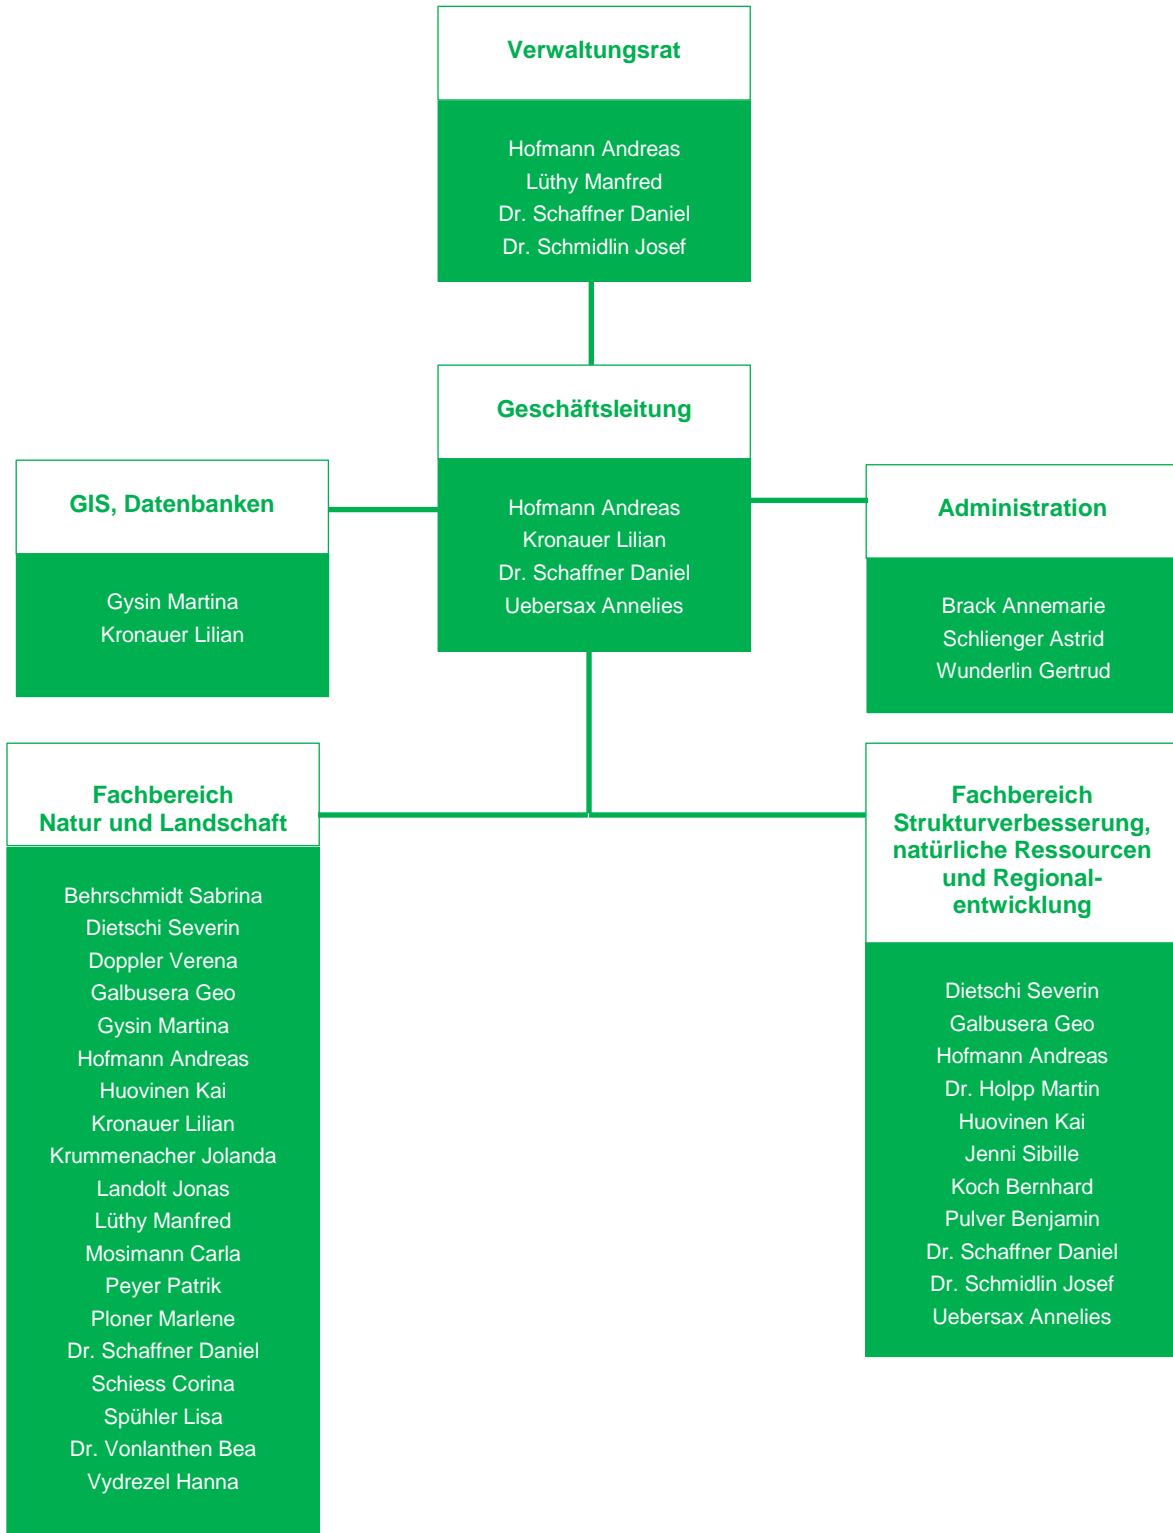 Verwaltungsrat
Hofmann Andreas
Lüthy Manfred
Dr. Schaffner Daniel
Dr. Schmidlin Josef
Geschäftsleitung
Hofmann Andreas
Kronauer Lilian
Dr. Schaffner Daniel
Uebersax Annelies
GIS, Datenbanken
Gysin Martina
Kronauer Lilian
Administration
Brack Annemarie
Schlienger Astrid
Wunderlin Gertrud
Fachbereich
Natur und Landschaft
Behrschmidt Sabrina
Dietschi Severin
Doppler Verena
Galbusera Geo
Gysin Martina
Hofmann Andreas
Huovinen Kai
Kronauer Lilian
Krummenacher Jolanda
Landolt Jonas
Lüthy Manfred
Mosimann Carla
Peyer Patrik
Ploner Marlene
Dr. Schaffner Daniel
Schiess Corina
Spühler Lisa
Dr. Vonlanthen Bea
Vydrezel Hanna
Fachbereich
Strukturverbesserung,
natürliche Ressourcen
und Regional-
entwicklung
Dietschi Severin
Galbusera Geo
Hofmann Andreas
Dr. Holpp Martin
Huovinen Kai
Jenni Sibille
Koch Bernhard
Pulver Benjamin
Dr. Schaffner Daniel
Dr. Schmidlin Josef
Uebersax Annelies